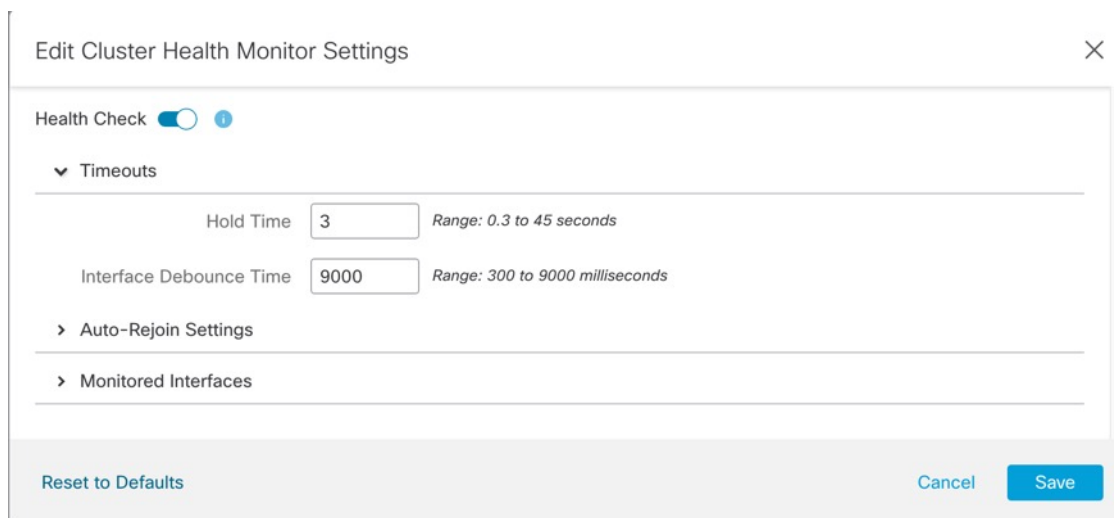 Edit Cluster Health Monitor Settings
Health Check
Timeouts
Hold Time 3 Range: 0.3 to 45 seconds
Interface Debounce Time 9000 Range: 300 to 9000 milliseconds
Auto-Rejoin Settings
Monitored Interfaces
Reset to Defaults Cancel Save